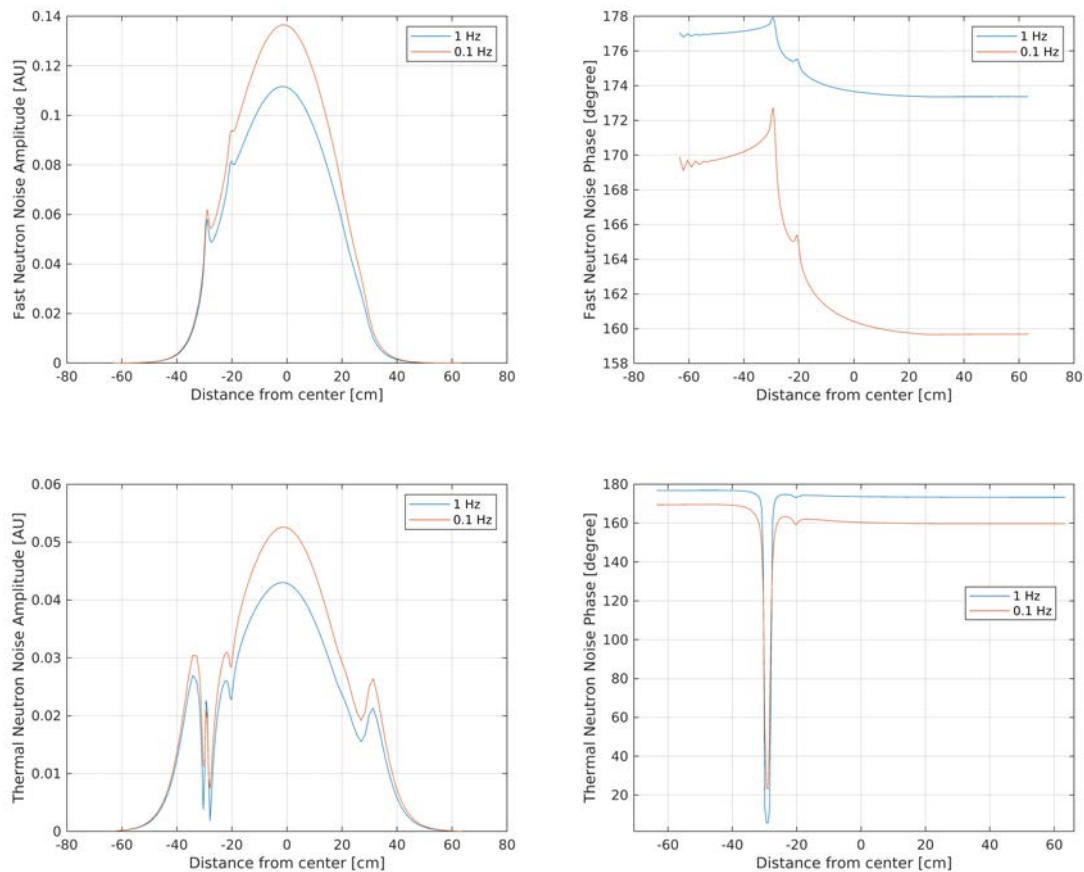 0.14
0.12
0.1
0.08
0.06
0.04
0.02
0
-80 -60 -40 -20 0 20 40 60 80
Distance from center [cm]
Fast Neutron Noise Amplitude [AU]
1 Hz
0.1 Hz
178
176
174
172
170
168
166
164
162
160
158
-80 -60 -40 -20 0 20 40 60 80
Distance from center [cm]
Fast Neutron Noise Phase [degree]
1 Hz
0.1 Hz
0.06
0.05
0.04
0.03
0.02
0.01
0
-80 -60 -40 -20 0 20 40 60 80
Distance from center [cm]
Thermal Neutron Noise Amplitude [AU]
1 Hz
0.1 Hz
180
160
140
120
100
80
60
40
20
-60 -40 -20 0 20 40 60
Distance from center [cm]
Thermal Neutron Noise Phase [degree]
1 Hz
0.1 Hz